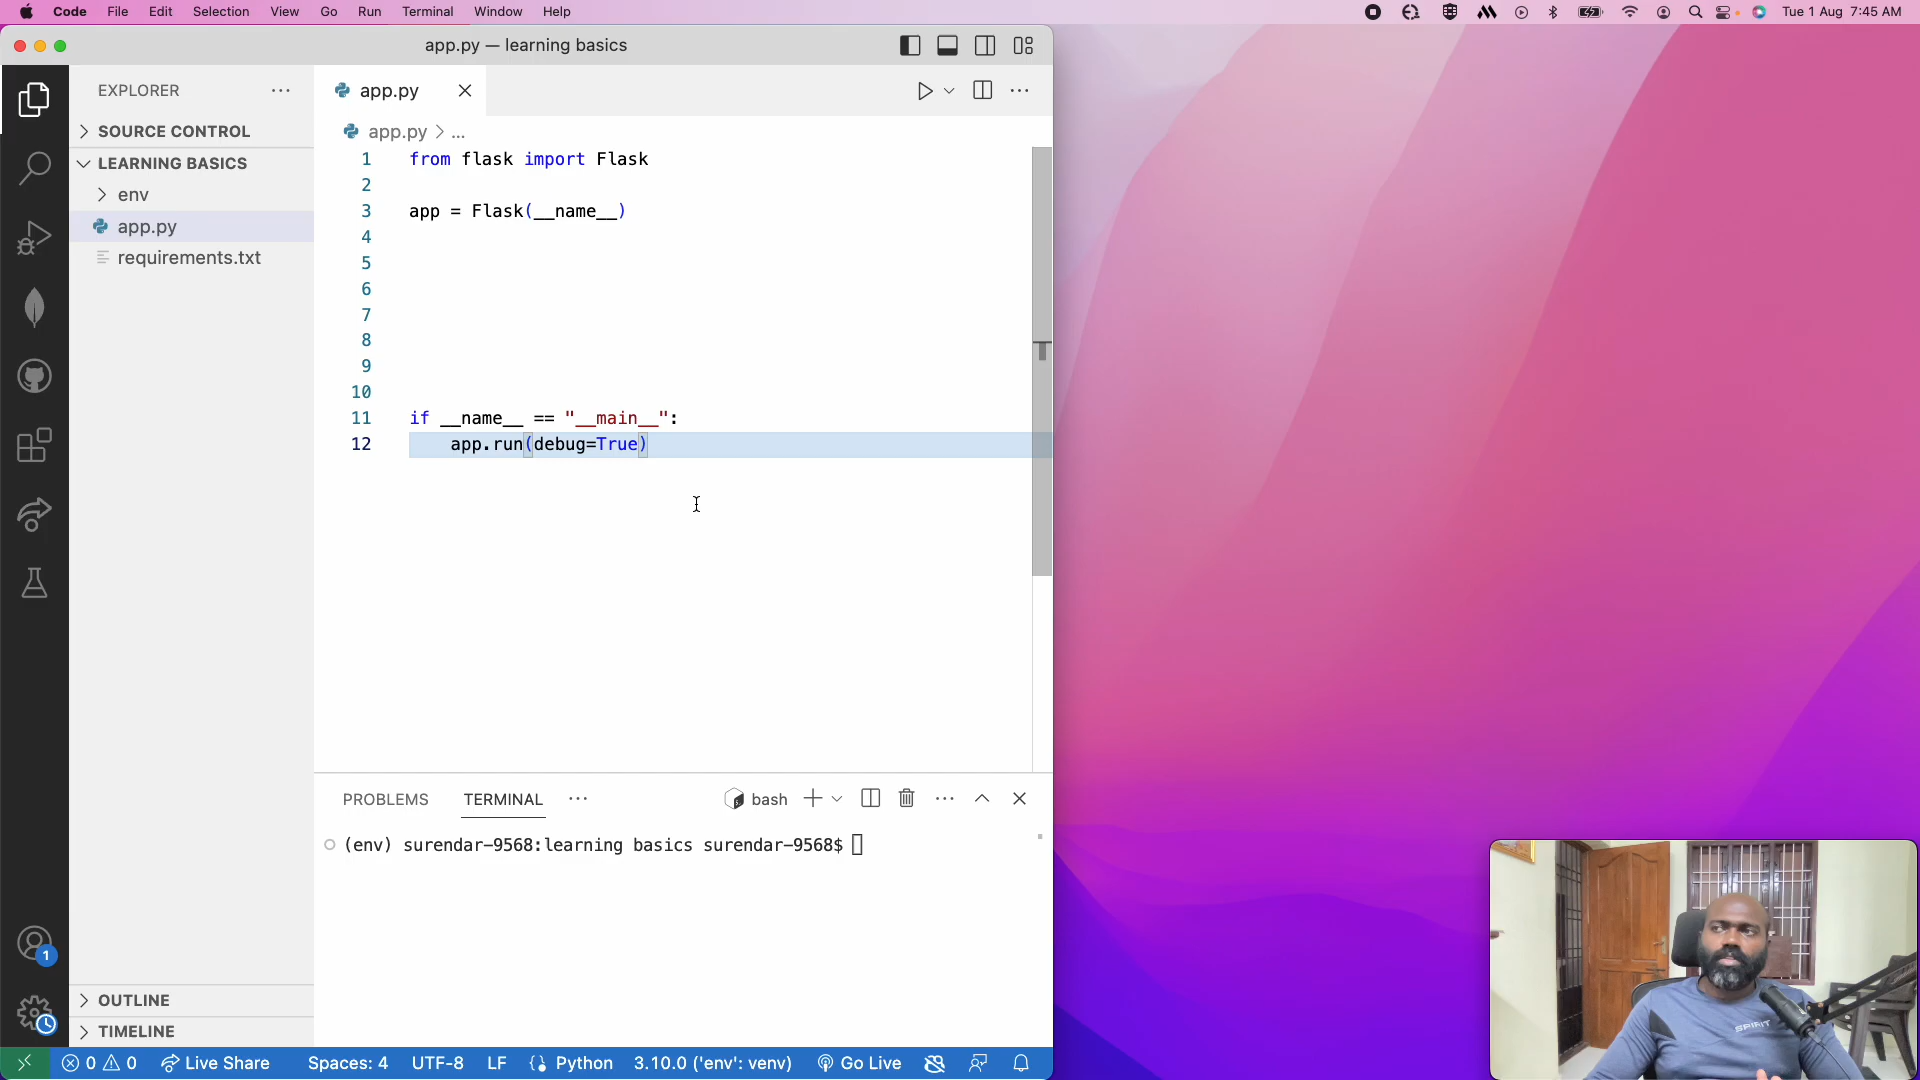 Code File Edit Selection View Go Run Terminal Window Help
Tue 1 Aug 7:45 AM
app.py — learning basics
EXPLORER
app.py
SOURCE CONTROL
app.py > ...
LEARNING BASICS
env
app.py
requirements.txt
1 from flask import Flask
2
3 app = Flask(__name__)
4
5
6
7
8
9
10
11 if __name__ == "__main__":
12 app.run(debug=True)
PROBLEMS TERMINAL ... bash
(env) surendar-9568:learning basics surendar-9568$
1
OUTLINE
TIMELINE
0 0 Live Share Spaces: 4 UTF-8 LF {} Python 3.10.0 ('env': venv) Go Live
SPIRIT